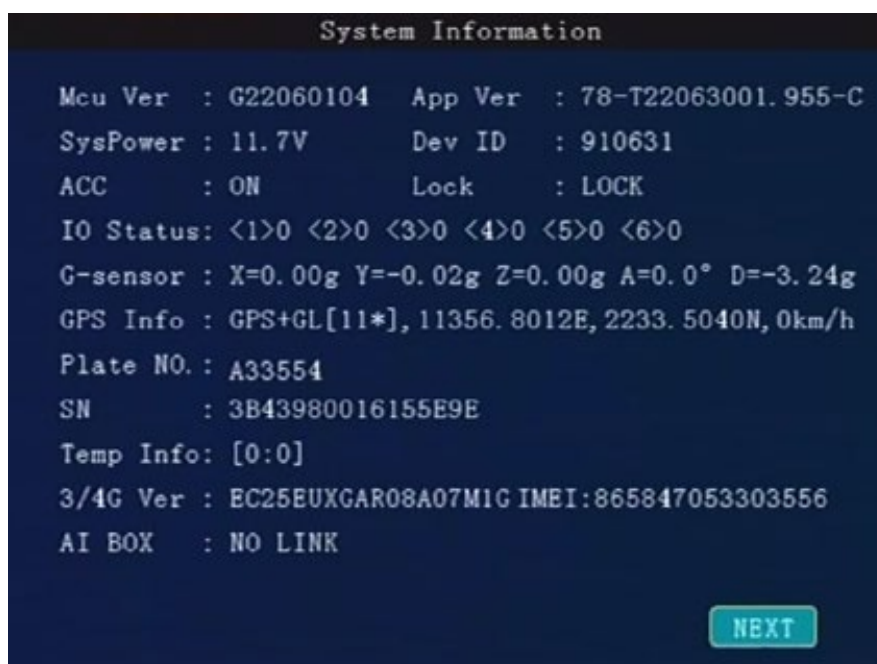 System Information
Mcu Ver : G22060104 App Ver : 78-T22063001.955-C
SysPower : 11.7V Dev ID : 910631
ACC : ON Lock : LOCK
IO Status: <1>0 <2>0 <3>0 <4>0 <5>0 <6>0
G-sensor : X=0.00g Y=-0.02g Z=0.00g A=0.0° D=-3.24g
GPS Info : GPS+GL[11*],11356.8012E,2233.5040N,0km/h
Plate NO.: A33554
SN : 3B43980016155E9E
Temp Info: [0:0]
3/4G Ver : EC25EUXGAR08A07M1G IMEI:865847053303556
AI BOX : NO LINK
NEXT